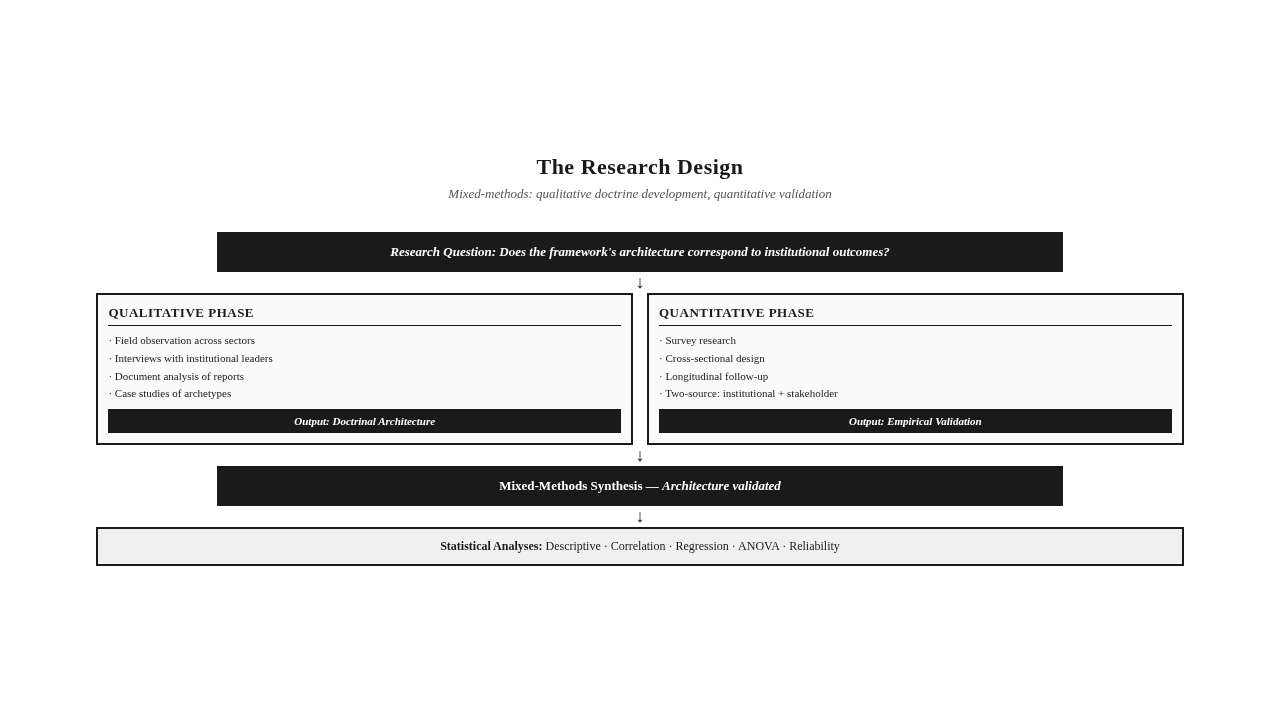 The Research Design
Mixed-methods: qualitative doctrine development, quantitative validation
Research Question: Does the framework's architecture correspond to institutional outcomes?
↓
QUALITATIVE PHASE
· Field observation across sectors
· Interviews with institutional leaders
· Document analysis of reports
· Case studies of archetypes
Output: Doctrinal Architecture
QUANTITATIVE PHASE
· Survey research
· Cross-sectional design
· Longitudinal follow-up
· Two-source: institutional + stakeholder
Output: Empirical Validation
↓
Mixed-Methods Synthesis — Architecture validated
↓
Statistical Analyses: Descriptive · Correlation · Regression · ANOVA · Reliability